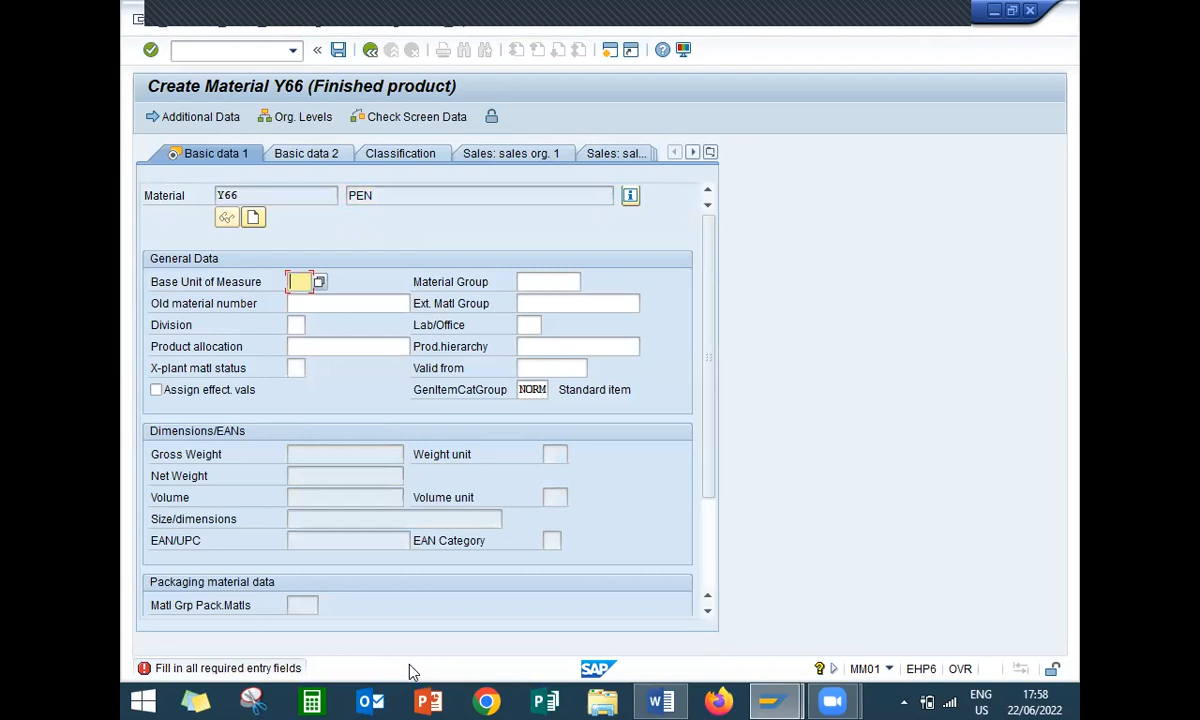 Create Material Y66 (Finished product)
Additional Data Org. Levels Check Screen Data
Basic data 1 Basic data 2 Classification Sales: sales org. 1 Sales: sal...
Material Y66 PEN
General Data
Base Unit of Measure Material Group
Old material number Ext. Matl Group
Division Lab/Office
Product allocation Prod.hierarchy
X-plant matl status Valid from
Assign effect. vals GenItemCatGroup NORM Standard item
Dimensions/EANs
Gross Weight Weight unit
Net Weight
Volume Volume unit
Size/dimensions
EAN/UPC EAN Category
Packaging material data
Matl Grp Pack.Matls
Fill in all required entry fields SAP MM01 EHP6 OVR
ENG 17:58
US 22/06/2022